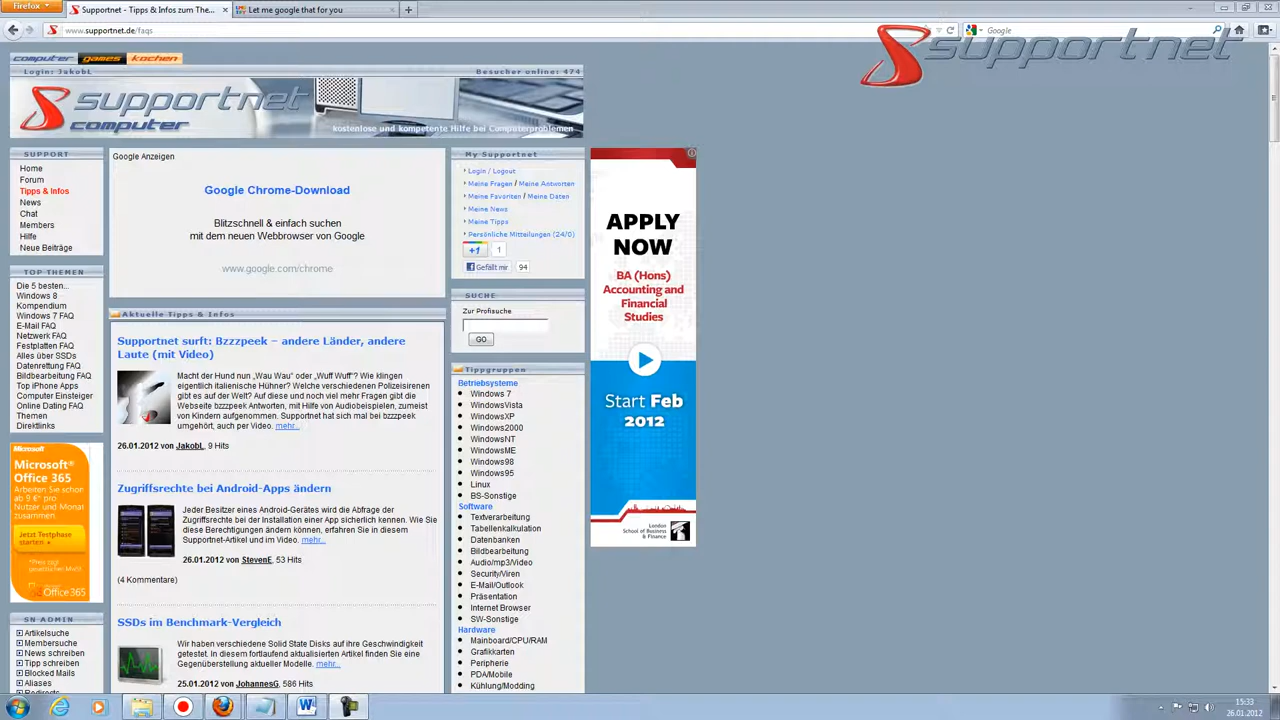 Firefox
Supportnet - Tipps & Infos zum The...
Let me google that for you
www.supportnet.de/faqs
Google
supportnet
computer
games
kochen
Login: JakobL
Besucher online: 474
supportnet
computer
kostenlose und kompetente Hilfe bei Computerproblemen
SUPPORT
Home
Forum
Tipps & Infos
News
Chat
Members
Hilfe
Neue Beiträge
TOP THEMEN
Die 5 besten...
Windows 8
Kompendium
Windows 7 FAQ
E-Mail FAQ
Netzwerk FAQ
Festplatten FAQ
Alles über SSDs
Datenrettung FAQ
Bildbearbeitung FAQ
Top iPhone Apps
Computer Einsteiger
Online Dating FAQ
Themen
Direktlinks
Microsoft
Microsoft®
Office 365
Arbeiten Sie schon
ab 9 €* pro
Nutzer und Monat
zusammen.
Jetzt Testphase
starten
Office 365
SN ADMIN
Artikelsuche
Membersuche
News schreiben
Tipp schreiben
Blocked Mails
Aliases
Redirects
Google Anzeigen
Google Chrome-Download
Blitzschnell & einfach suchen
mit dem neuen Webbrowser von Google
www.google.com/chrome
Aktuelle Tipps & Infos
Supportnet surft: Bzzzpeek – andere Länder, andere
Laute (mit Video)
Macht der Hund nun „Wau Wau“ oder „Wuff Wuff“? Wie klingen
eigentlich italienische Hühner? Welche verschiedenen Polizeisiren
gibt es auf der Welt? Auf diese und noch viel mehr Fragen gibt die
Webseite bzzzpeek Antworten, mit Hilfe von Audiobeispielen, zumeist
von Kindern aufgenommen. Supportnet hat sich mal bei bzzzpeek
umgehört, auch per Video. mehr...
26.01.2012 von JakobL, 9 Hits
Zugriffsrechte bei Android-Apps ändern
Jeder Besitzer eines Android-Gerätes wird die Abfrage der
Zugriffsrechte bei der Installation einer App sicherlich kennen. Wie Sie
diese Berechtigungen ändern können, erfahren Sie in diesem
Supportnet-Artikel und im Video. mehr...
26.01.2012 von StevenE, 53 Hits
(4 Kommentare)
SSDs im Benchmark-Vergleich
Wir haben verschiedene Solid State Disks auf ihre Geschwindigkeit
getestet. In diesem fortlaufend aktualisierten Artikel finden Sie eine
Gegenüberstellung aktueller Modelle. mehr...
25.01.2012 von JohannesG, 586 Hits
My Supportnet
Login / Logout
Meine Fragen / Meine Antworten
Meine Favoriten / Meine Daten
Meine News
Meine Tipps
Persönliche Mitteilungen (24/0)
+1
1
Gefällt mir
94
SUCHE
Zur Profisuche
GO
Tippgruppen
Betriebsysteme
Windows 7
WindowsVista
WindowsXP
Windows2000
WindowsNT
WindowsME
Windows98
Windows95
Linux
BS-Sonstige
Software
Textverarbeitung
Tabellenkalkulation
Datenbanken
Bildbearbeitung
Audio/mp3/Video
Security/Viren
E-Mail/Outlook
Präsentation
Internet Browser
SW-Sonstige
Hardware
Mainboard/CPU/RAM
Grafikkarten
Peripherie
PDA/Mobile
Kühlung/Modding
APPLY
NOW
BA (Hons)
Accounting and
Financial
Studies
Start Feb
2012
London
School of Business
& Finance
15:33
26.01.2012